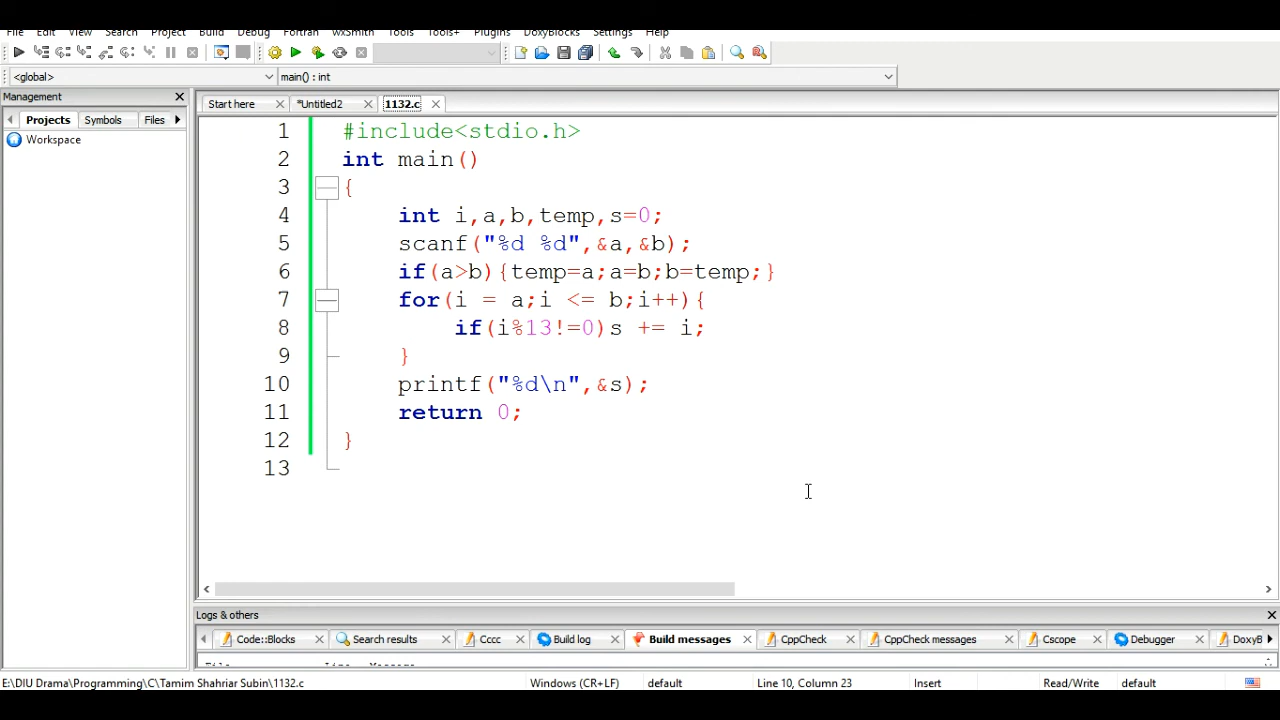 File Edit View Search Project Build Debug Fortran wxSmith Tools Tools+ Plugins DoxyBlocks Settings Help
<global> main() : int
Management
Start here *Untitled2 1132.c
Projects Symbols Files
Workspace
1 #include<stdio.h>
2 int main()
3 {
4 int i,a,b,temp,s=0;
5 scanf("%d %d",&a,&b);
6 if(a>b){temp=a;a=b;b=temp;}
7 for(i = a;i <= b;i++){
8 if(i%13!=0)s += i;
9 }
10 printf("%d\n",&s);
11 return 0;
12 }
13
Logs & others
Code::Blocks Search results Cccc Build log Build messages CppCheck CppCheck messages Cscope Debugger DoxyB
File Line Message
E:\DIU Drama\Programming\C\Tamim Shahriar Subin\1132.c Windows (CR+LF) default Line 10, Column 23 Insert Read/Write default